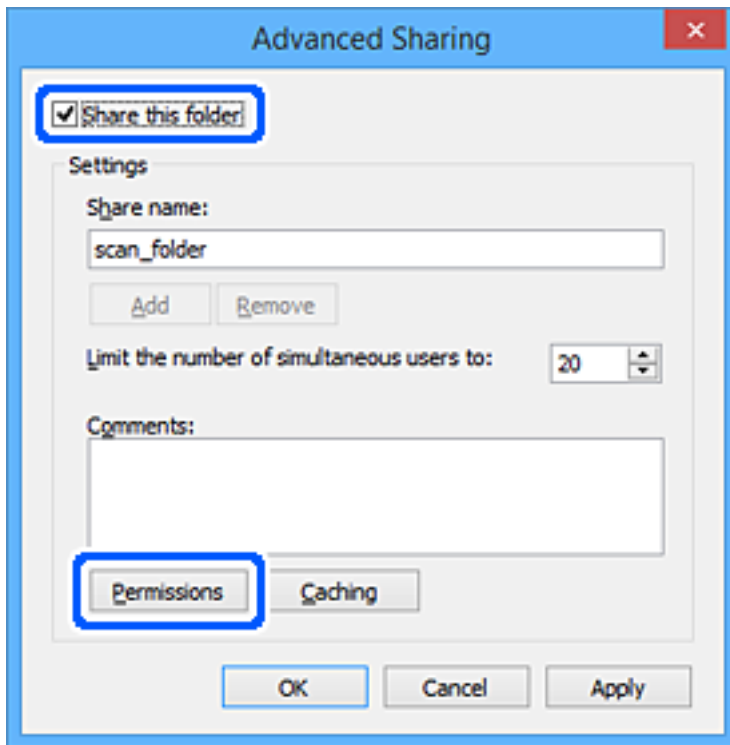 Advanced Sharing
Share this folder
Settings
Share name:
scan_folder
Add Remove
Limit the number of simultaneous users to: 20
Comments:
Permissions Caching
OK Cancel Apply